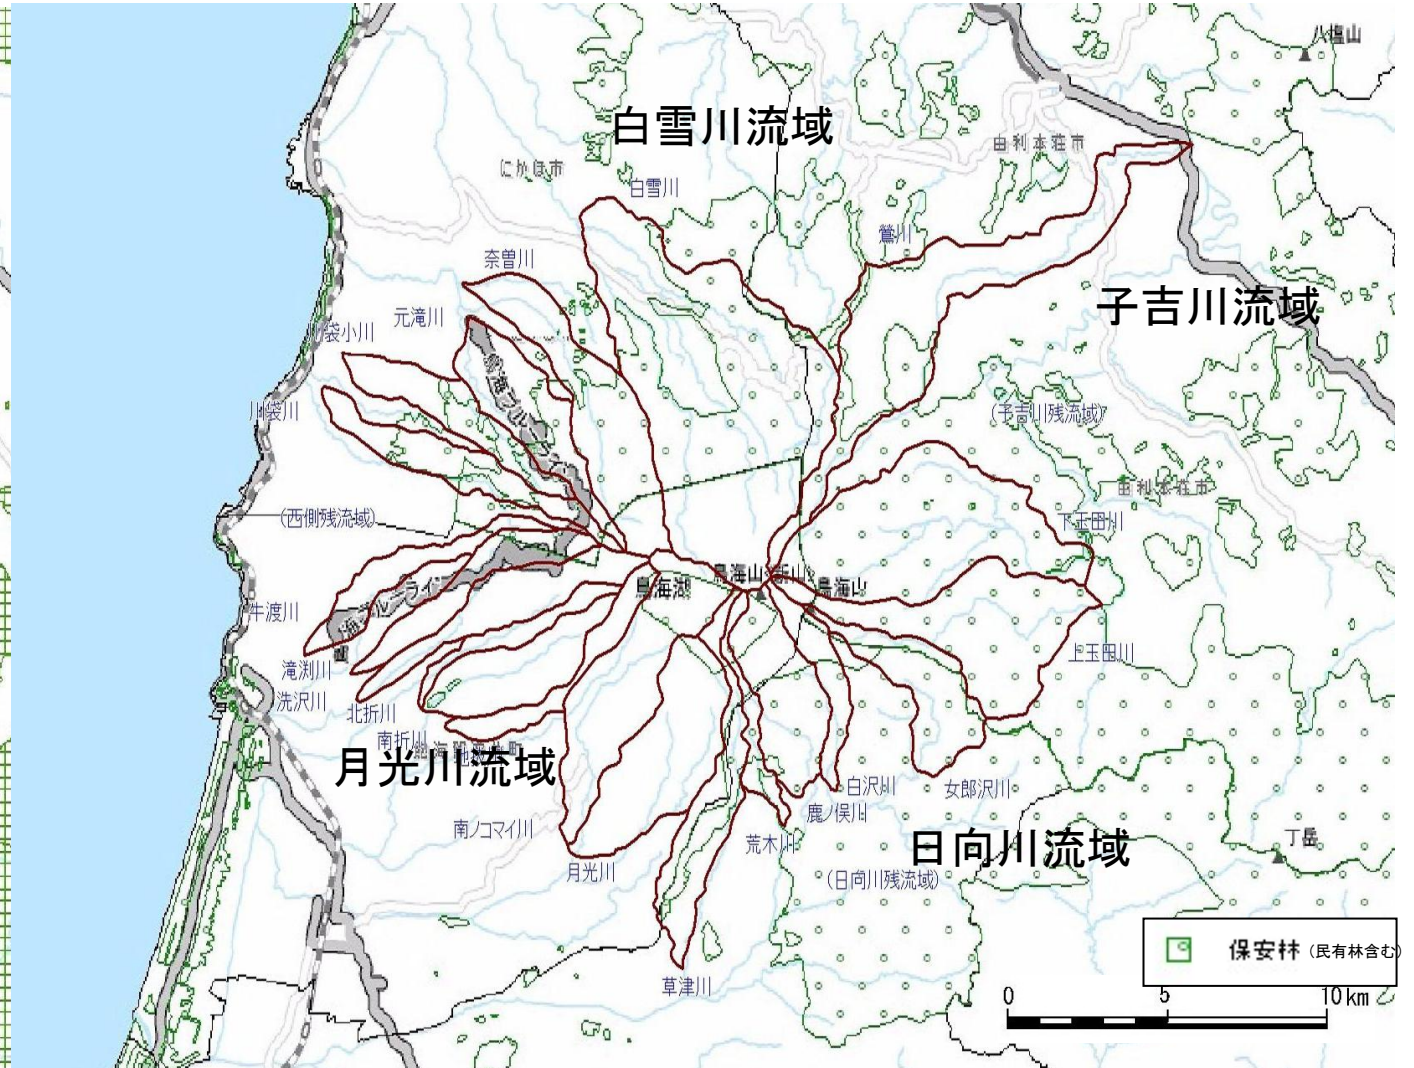 八塩山
白雪川流域
由利本荘市
にかほ市
白雪川
鶯川
奈曽川
子吉川流域
元滝川
川袋小川
川袋川
(子吉川残流域)
由利本荘市
(西側残流域)
下玉田川
鳥海山・新山
鳥海湖
鳥海山
牛渡川
上玉田川
滝渕川
洗沢川
北折川
南折川
月光川流域
白沢川
女郎沢川
鹿ノ俣川
南ノコマイ川
荒木川
日向川流域
丁岳
月光川
(日向川残流域)
保安林 (民有林含む)
草津川
0 5 10km